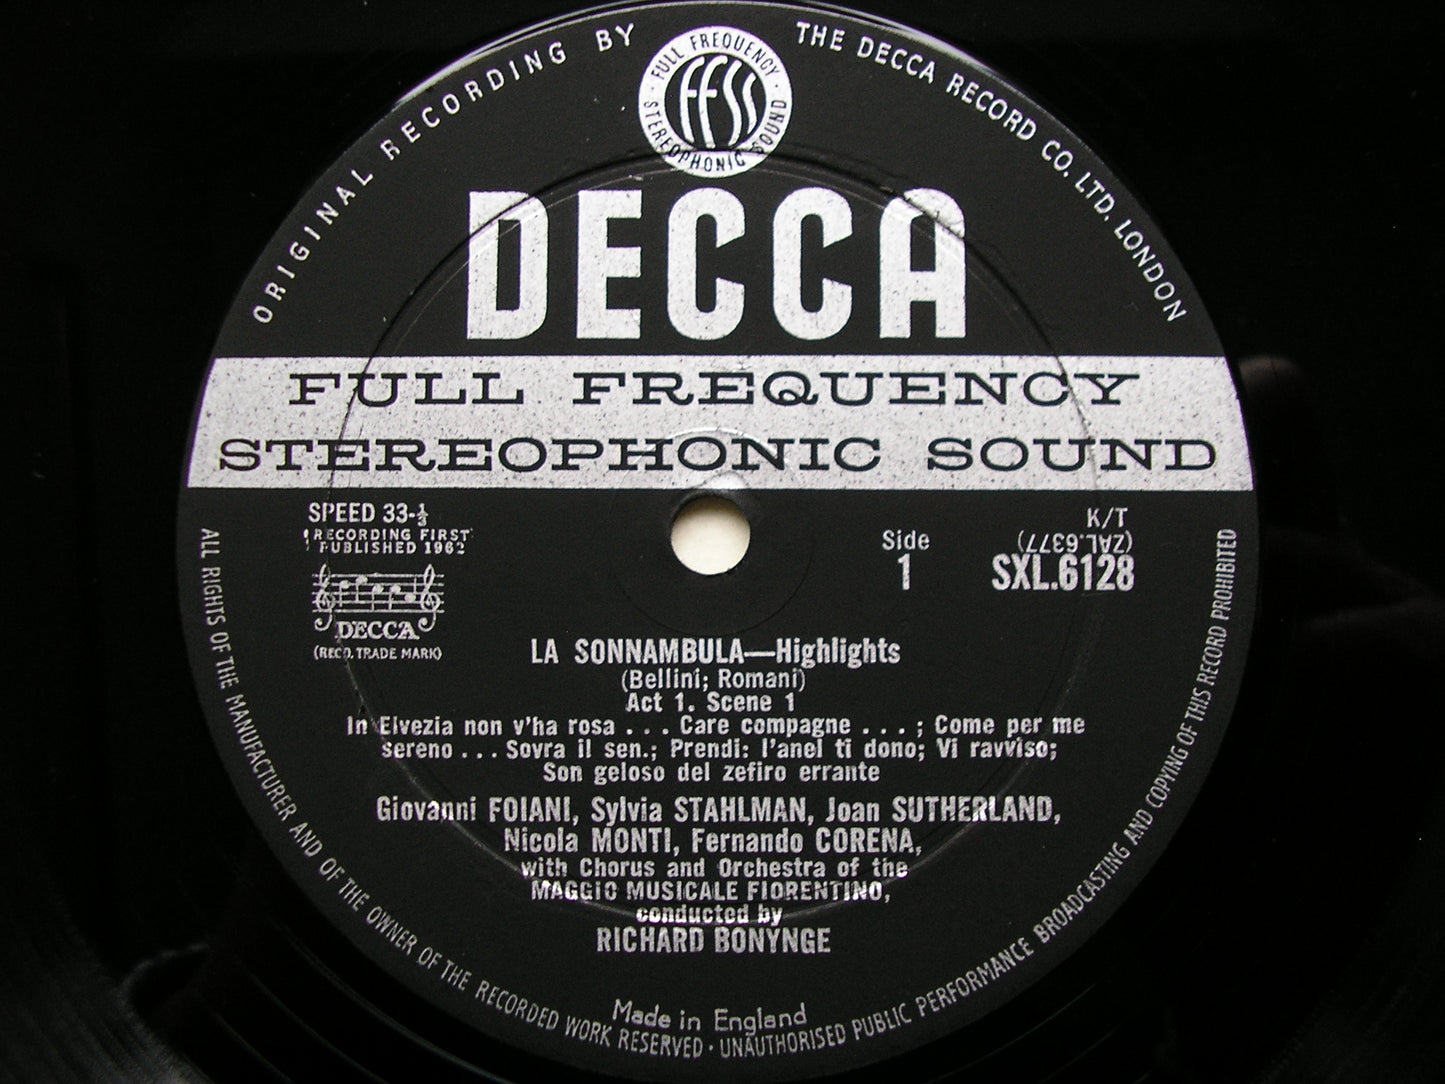 ORIGINAL RECORDING BY
THE DECCA RECORD CO. LTD. LONDON
FULL FREQUENCY
STEREOPHONIC SOUND
FFSS
DECCA
FULL FREQUENCY
STEREOPHONIC SOUND
SPEED 33-⅓
RECORDING FIRST
PUBLISHED 1962
DECCA
(RECD. TRADE MARK)
Side
1
K/T
(ZAL.6377)
SXL.6128
LA SONNAMBULA—Highlights
(Bellini; Romani)
Act 1. Scene 1
In Elvezia non v'ha rosa . . . Care compagne . . . ; Come per me
sereno . . . Sovra il sen.; Prendi: l'anel ti dono; Vi ravviso;
Son geloso del zefiro errante
Giovanni FOIANI, Sylvia STAHLMAN, Joan SUTHERLAND,
Nicola MONTI, Fernando CORENA,
with Chorus and Orchestra of the
MAGGIO MUSICALE FIORENTINO,
conducted by
RICHARD BONYNGE
Made in England
ALL RIGHTS OF THE MANUFACTURER AND OF THE OWNER OF THE RECORDED WORK RESERVED · UNAUTHORISED PUBLIC PERFORMANCE BROADCASTING AND COPYING OF THIS RECORD PROHIBITED